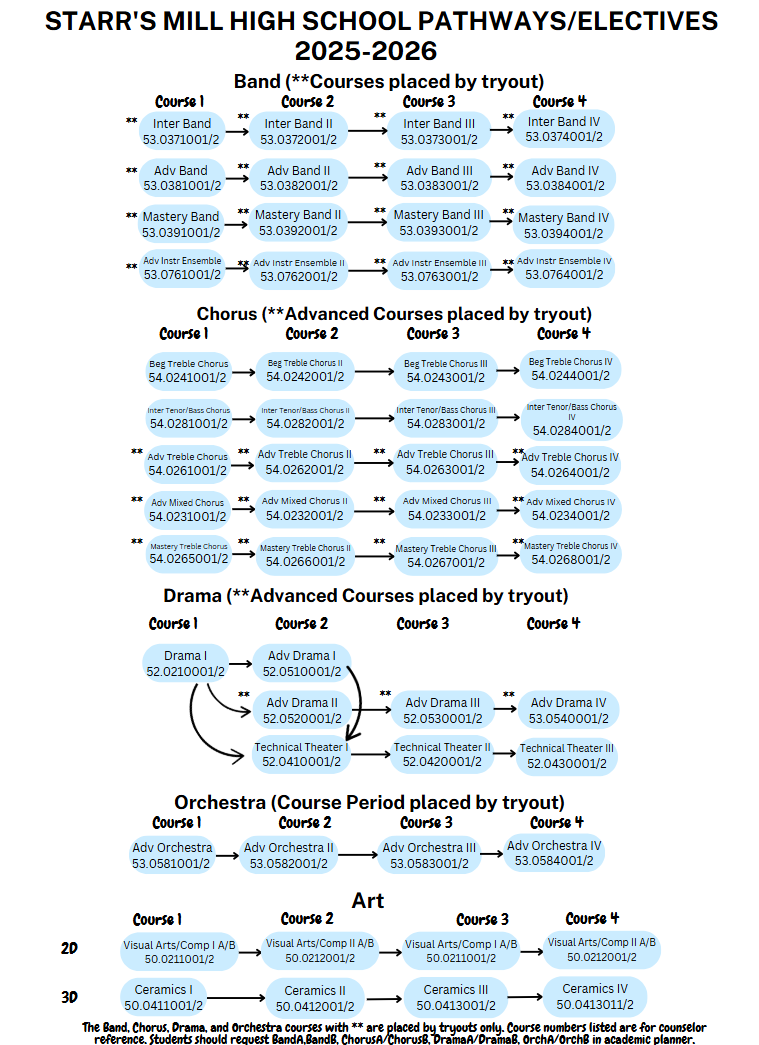 STARR'S MILL HIGH SCHOOL PATHWAYS/ELECTIVES
2025-2026
Band (**Courses placed by tryout)
Course 1 Course 2 Course 3 Course 4
** Inter Band ** Inter Band II ** Inter Band III ** Inter Band IV
53.0371001/2 53.0372001/2 53.0373001/2 53.0374001/2
** Adv Band ** Adv Band II ** Adv Band III ** Adv Band IV
53.0381001/2 53.0382001/2 53.0383001/2 53.0384001/2
** Mastery Band ** Mastery Band II ** Mastery Band III ** Mastery Band IV
53.0391001/2 53.0392001/2 53.0393001/2 53.0394001/2
** Adv Instr Ensemble ** Adv Instr Ensemble II ** Adv Instr Ensemble III ** Adv Instr Ensemble IV
53.0761001/2 53.0762001/2 53.0763001/2 53.0764001/2
Chorus (**Advanced Courses placed by tryout)
Course 1 Course 2 Course 3 Course 4
Beg Treble Chorus Beg Treble Chorus II Beg Treble Chorus III Beg Treble Chorus IV
54.0241001/2 54.0242001/2 54.0243001/2 54.0244001/2
Inter Tenor/Bass Chorus Inter Tenor/Bass Chorus II Inter Tenor/Bass Chorus III Inter Tenor/Bass Chorus
IV
54.0281001/2 54.0282001/2 54.0283001/2 54.0284001/2
** Adv Treble Chorus ** Adv Treble Chorus II ** Adv Treble Chorus III ** Adv Treble Chorus IV
54.0261001/2 54.0262001/2 54.0263001/2 54.0264001/2
** Adv Mixed Chorus ** Adv Mixed Chorus II ** Adv Mixed Chorus III ** Adv Mixed Chorus IV
54.0231001/2 54.0232001/2 54.0233001/2 54.0234001/2
** Mastery Treble Chorus ** Mastery Treble Chorus II ** Mastery Treble Chorus III ** Mastery Treble Chorus IV
54.0265001/2 54.0266001/2 54.0267001/2 54.0268001/2
Drama (**Advanced Courses placed by tryout)
Course 1 Course 2 Course 3 Course 4
Drama I Adv Drama I
52.0210001/2 52.0510001/2
** Adv Drama II ** Adv Drama III ** Adv Drama IV
52.0520001/2 52.0530001/2 53.0540001/2
Technical Theater I Technical Theater II Technical Theater III
52.0410001/2 52.0420001/2 52.0430001/2
Orchestra (Course Period placed by tryout)
Course 1 Course 2 Course 3 Course 4
Adv Orchestra Adv Orchestra II Adv Orchestra III Adv Orchestra IV
53.0581001/2 53.0582001/2 53.0583001/2 53.0584001/2
Art
Course 1 Course 2 Course 3 Course 4
2D Visual Arts/Comp I A/B Visual Arts/Comp II A/B Visual Arts/Comp I A/B Visual Arts/Comp II A/B
50.0211001/2 50.0212001/2 50.0211001/2 50.0212001/2
3D Ceramics I Ceramics II Ceramics III Ceramics IV
50.0411001/2 50.0412001/2 50.0413001/2 50.0413011/2
The Band, Chorus, Drama, and Orchestra courses with ** are placed by tryouts only. Course numbers listed are for counselor
reference. Students should request BandA,BandB, ChorusA/ChorusB, DramaA/DramaB, OrchA/OrchB in academic planner.